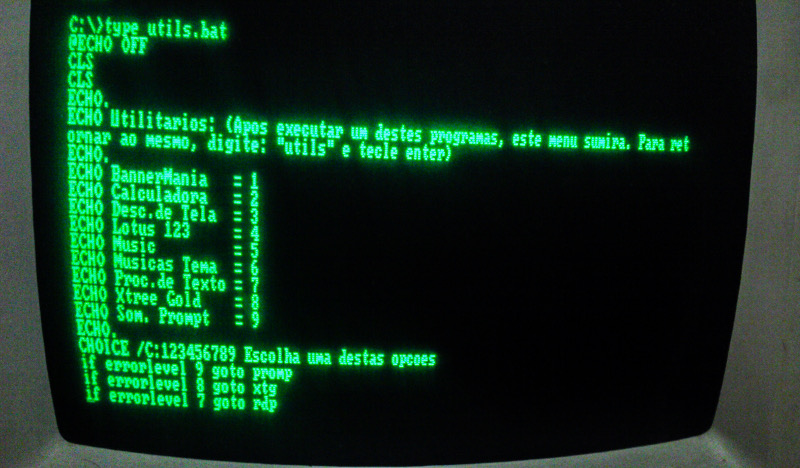 C:\>type utils.bat
@ECHO OFF
CLS
CLS
ECHO.
ECHO Utilitarios: (Apos executar um destes programas, este menu sumira. Para ret
ornar ao mesmo, digite: "utils" e tecle enter)
ECHO.
ECHO BannerMania = 1
ECHO Calculadora = 2
ECHO Desc.de Tela = 3
ECHO Lotus 123 = 4
ECHO Music = 5
ECHO Musicas Tema = 6
ECHO Proc.de Texto = 7
ECHO Xtree Gold = 8
ECHO Som. Prompt = 9
ECHO.
CHOICE /C:123456789 Escolha uma destas opcoes
if errorlevel 9 goto promp
if errorlevel 8 goto xtg
if errorlevel 7 goto rdp